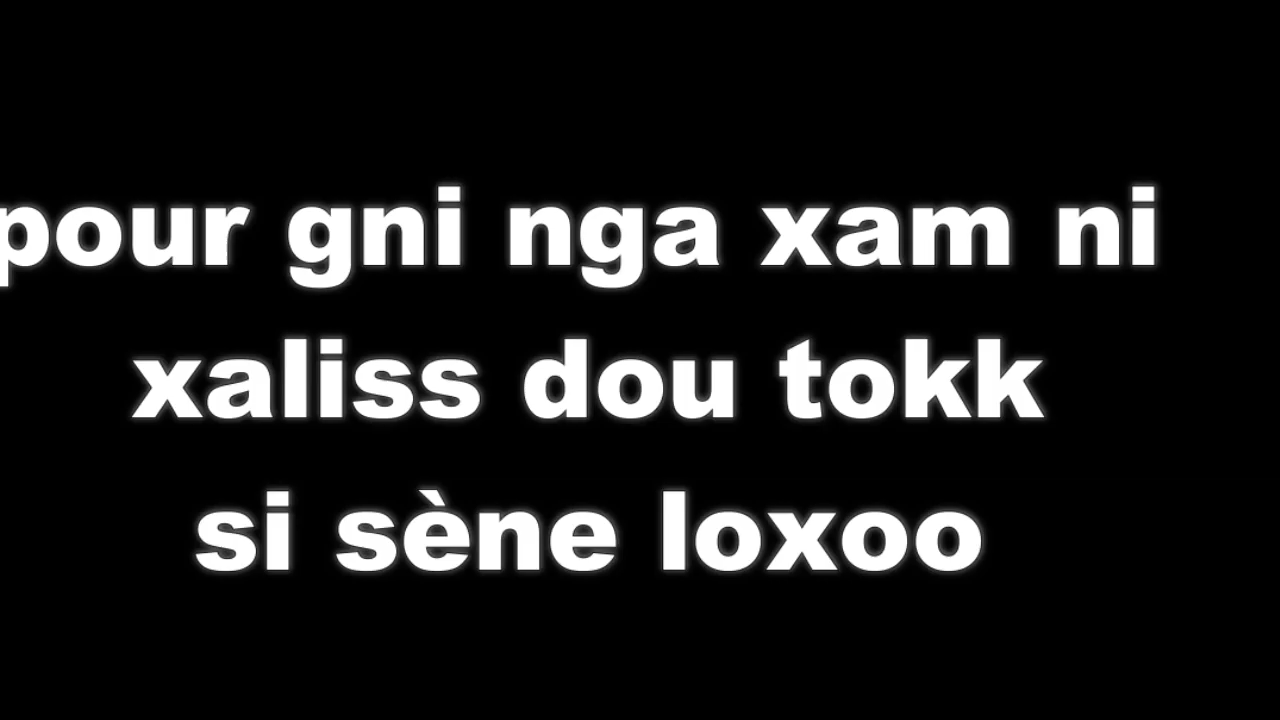 pour gni nga xam ni
xaliss dou tokk
si sène loxoo